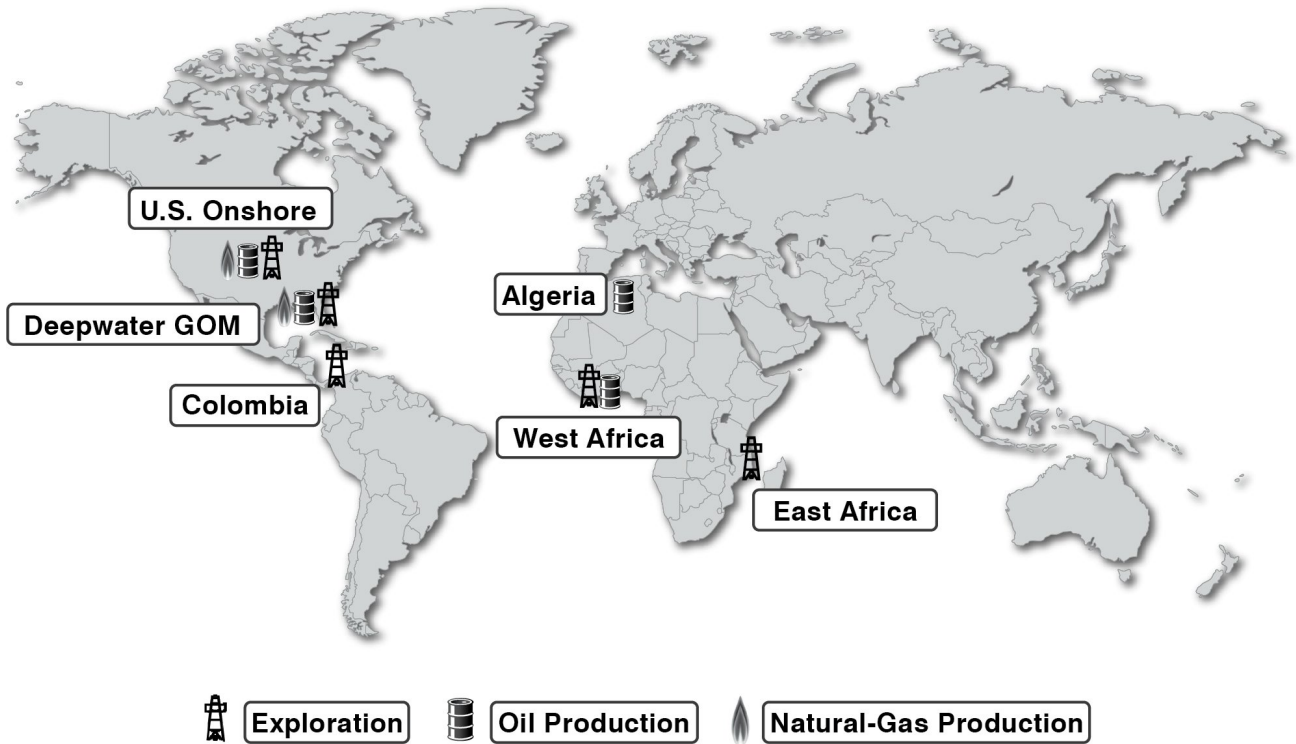 U.S. Onshore
Deepwater GOM
Algeria
Colombia
West Africa
East Africa
Exploration
Oil Production
Natural-Gas Production